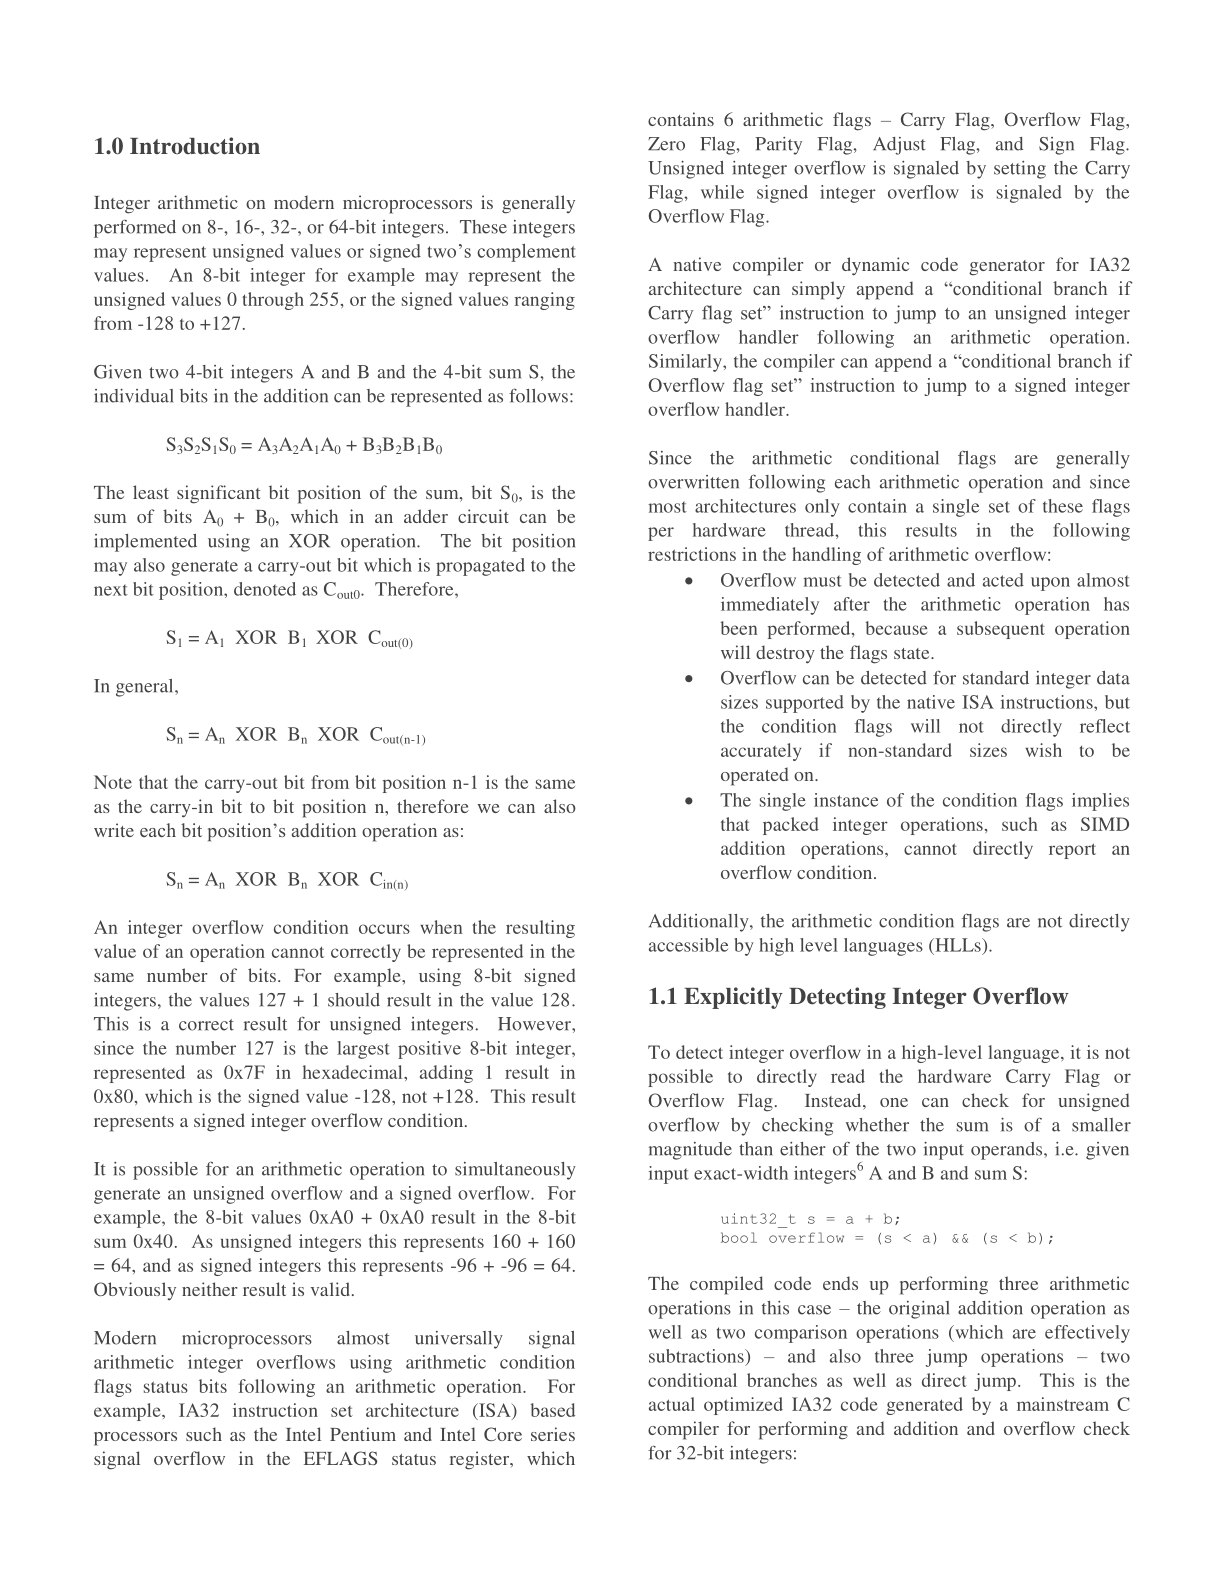 1.0 Introduction
Integer arithmetic on modern microprocessors is generally
performed on 8-, 16-, 32-, or 64-bit integers. These integers
may represent unsigned values or signed two’s complement
values. An 8-bit integer for example may represent the
unsigned values 0 through 255, or the signed values ranging
from -128 to +127.
Given two 4-bit integers A and B and the 4-bit sum S, the
individual bits in the addition can be represented as follows:
S3S2S1S0 = A3A2A1A0 + B3B2B1B0
The least significant bit position of the sum, bit S0, is the
sum of bits A0 + B0, which in an adder circuit can be
implemented using an XOR operation. The bit position
may also generate a carry-out bit which is propagated to the
next bit position, denoted as Cout0. Therefore,
S1 = A1 XOR B1 XOR Cout(0)
In general,
Sn = An XOR Bn XOR Cout(n-1)
Note that the carry-out bit from bit position n-1 is the same
as the carry-in bit to bit position n, therefore we can also
write each bit position’s addition operation as:
Sn = An XOR Bn XOR Cin(n)
An integer overflow condition occurs when the resulting
value of an operation cannot correctly be represented in the
same number of bits. For example, using 8-bit signed
integers, the values 127 + 1 should result in the value 128.
This is a correct result for unsigned integers. However,
since the number 127 is the largest positive 8-bit integer,
represented as 0x7F in hexadecimal, adding 1 result in
0x80, which is the signed value -128, not +128. This result
represents a signed integer overflow condition.
It is possible for an arithmetic operation to simultaneously
generate an unsigned overflow and a signed overflow. For
example, the 8-bit values 0xA0 + 0xA0 result in the 8-bit
sum 0x40. As unsigned integers this represents 160 + 160
= 64, and as signed integers this represents -96 + -96 = 64.
Obviously neither result is valid.
Modern microprocessors almost universally signal
arithmetic integer overflows using arithmetic condition
flags status bits following an arithmetic operation. For
example, IA32 instruction set architecture (ISA) based
processors such as the Intel Pentium and Intel Core series
signal overflow in the EFLAGS status register, which
contains 6 arithmetic flags – Carry Flag, Overflow Flag,
Zero Flag, Parity Flag, Adjust Flag, and Sign Flag.
Unsigned integer overflow is signaled by setting the Carry
Flag, while signed integer overflow is signaled by the
Overflow Flag.
A native compiler or dynamic code generator for IA32
architecture can simply append a “conditional branch if
Carry flag set” instruction to jump to an unsigned integer
overflow handler following an arithmetic operation.
Similarly, the compiler can append a “conditional branch if
Overflow flag set” instruction to jump to a signed integer
overflow handler.
Since the arithmetic conditional flags are generally
overwritten following each arithmetic operation and since
most architectures only contain a single set of these flags
per hardware thread, this results in the following
restrictions in the handling of arithmetic overflow:
• Overflow must be detected and acted upon almost
immediately after the arithmetic operation has
been performed, because a subsequent operation
will destroy the flags state.
• Overflow can be detected for standard integer data
sizes supported by the native ISA instructions, but
the condition flags will not directly reflect
accurately if non-standard sizes wish to be
operated on.
• The single instance of the condition flags implies
that packed integer operations, such as SIMD
addition operations, cannot directly report an
overflow condition.
Additionally, the arithmetic condition flags are not directly
accessible by high level languages (HLLs).
1.1 Explicitly Detecting Integer Overflow
To detect integer overflow in a high-level language, it is not
possible to directly read the hardware Carry Flag or
Overflow Flag. Instead, one can check for unsigned
overflow by checking whether the sum is of a smaller
magnitude than either of the two input operands, i.e. given
input exact-width integers6 A and B and sum S:
uint32_t s = a + b;
bool overflow = (s < a) && (s < b);
The compiled code ends up performing three arithmetic
operations in this case – the original addition operation as
well as two comparison operations (which are effectively
subtractions) – and also three jump operations – two
conditional branches as well as direct jump. This is the
actual optimized IA32 code generated by a mainstream C
compiler for performing and addition and overflow check
for 32-bit integers: